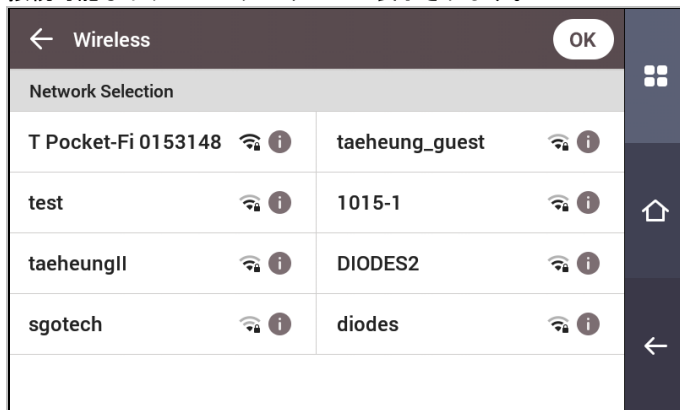 Wireless
OK
Network Selection
T Pocket-Fi 0153148
taeheung_guest
test
1015-1
taeheungII
DIODES2
sgotech
diodes